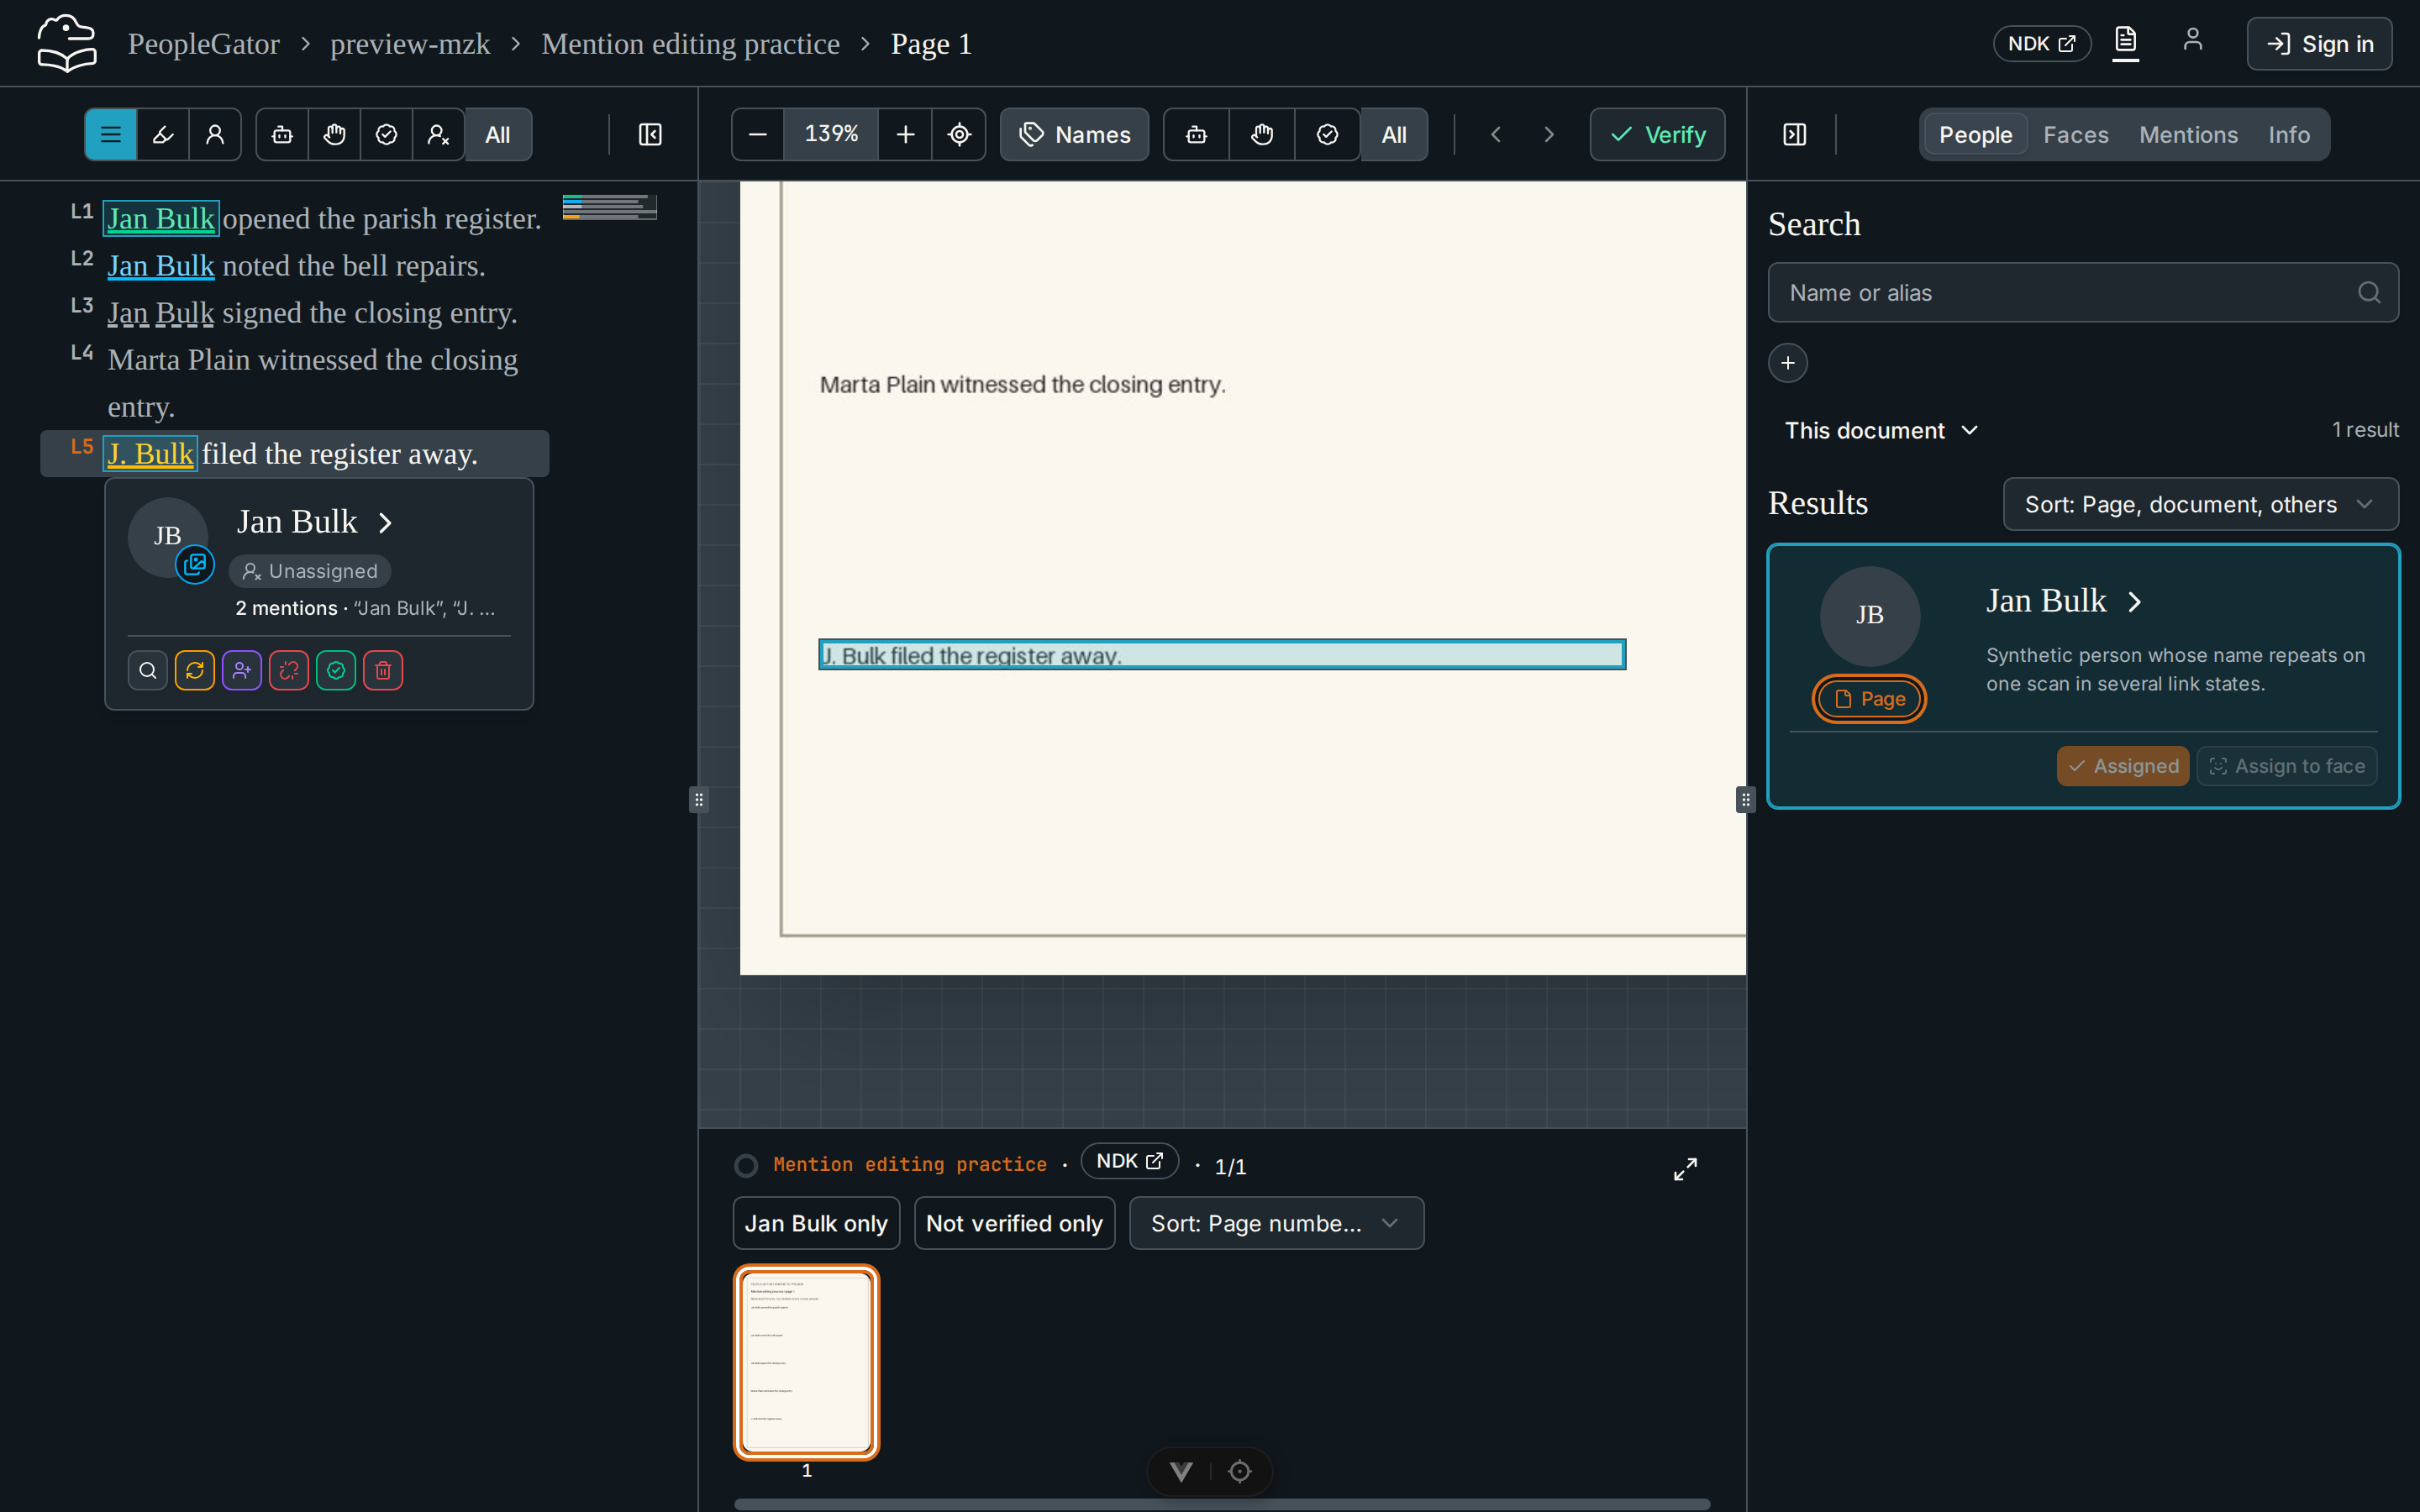 PeopleGator > preview-mzk > Mention editing practice > Page 1
NDK
Sign in
All
139%
Names
All
Verify
People Faces Mentions Info
L1 Jan Bulk opened the parish register.
L2 Jan Bulk noted the bell repairs.
L3 Jan Bulk signed the closing entry.
L4 Marta Plain witnessed the closing
entry.
L5 J. Bulk filed the register away.
JB
Jan Bulk
Unassigned
2 mentions · “Jan Bulk”, “J. ...
Marta Plain witnessed the closing entry.
J. Bulk filed the register away.
Mention editing practice · NDK · 1/1
Jan Bulk only
Not verified only
Sort: Page numbe...
1
Search
Name or alias
This document
1 result
Results
Sort: Page, document, others
JB
Jan Bulk
Page
Synthetic person whose name repeats on
one scan in several link states.
Assigned
Assign to face